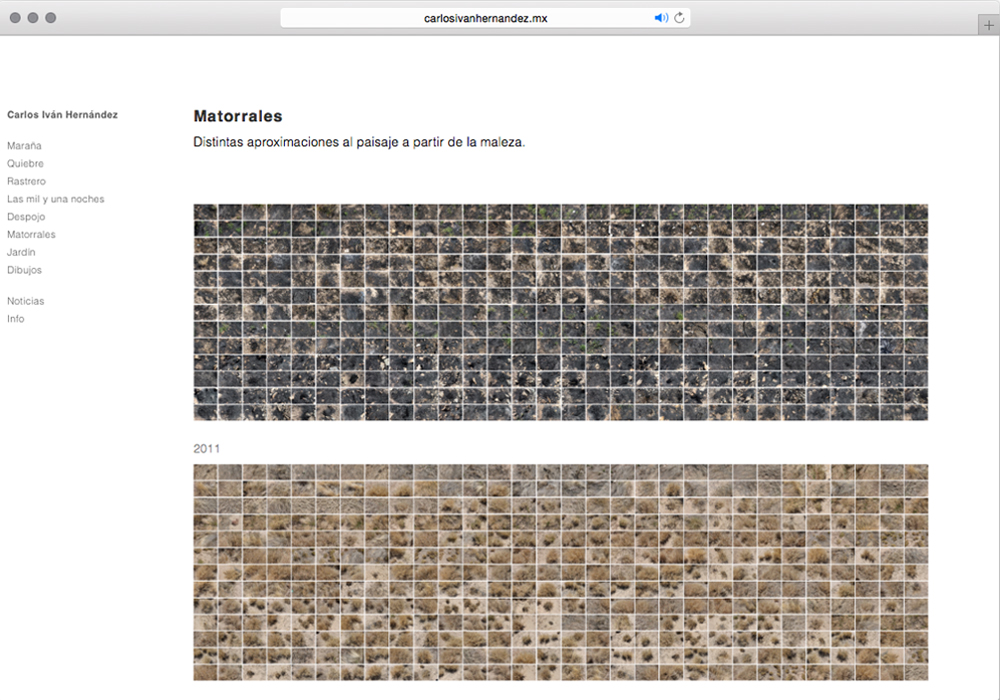 carlosivanhernandez.mx
Carlos Iván Hernández
Maraña
Quiebre
Rastrero
Las mil y una noches
Despojo
Matorrales
Jardin
Dibujos
Noticias
Info
Matorrales
Distintas aproximaciones al paisaje a partir de la maleza.
2011